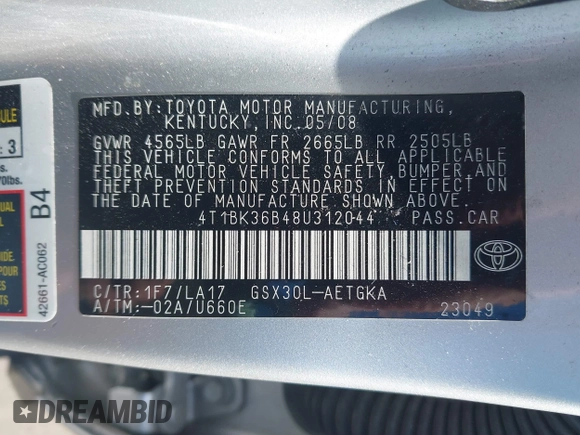 MFD.BY:TOYOTA MOTOR MANUFACTURING,
KENTUCKY, INC.05/08
GVWR 4565LB GAWR FR 2665LB RR 2505LB
THIS VEHICLE CONFORMS TO ALL APPLICABLE
FEDERAL MOTOR VEHICLE SAFETY,BUMPER,AND
THEFT PREVENTION STANDARDS IN EFFECT ON
THE DATE OF MANUFACTURE SHOWN ABOVE.
4T1BK36B48U312044 PASS.CAR
C/TR:1F7/LA17 GSX30L-AETGKA
A/TM:-02A/U660E 23049
TOYOTA
B4
42661-AC062
3
DREAMBID